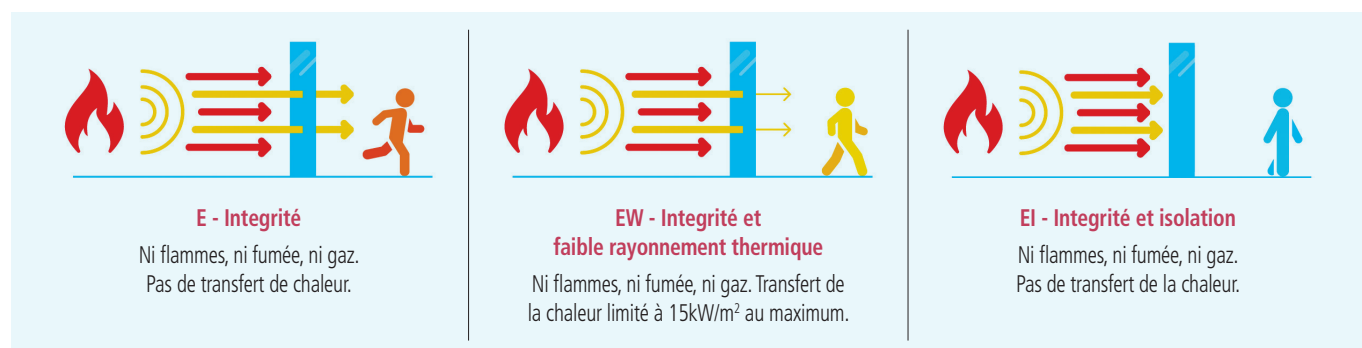 E - Integrité
Ni flammes, ni fumée, ni gaz.
Pas de transfert de chaleur.
EW - Integrité et
faible rayonnement thermique
Ni flammes, ni fumée, ni gaz. Transfert de
la chaleur limité à 15kW/m² au maximum.
EI - Integrité et isolation
Ni flammes, ni fumée, ni gaz.
Pas de transfert de la chaleur.